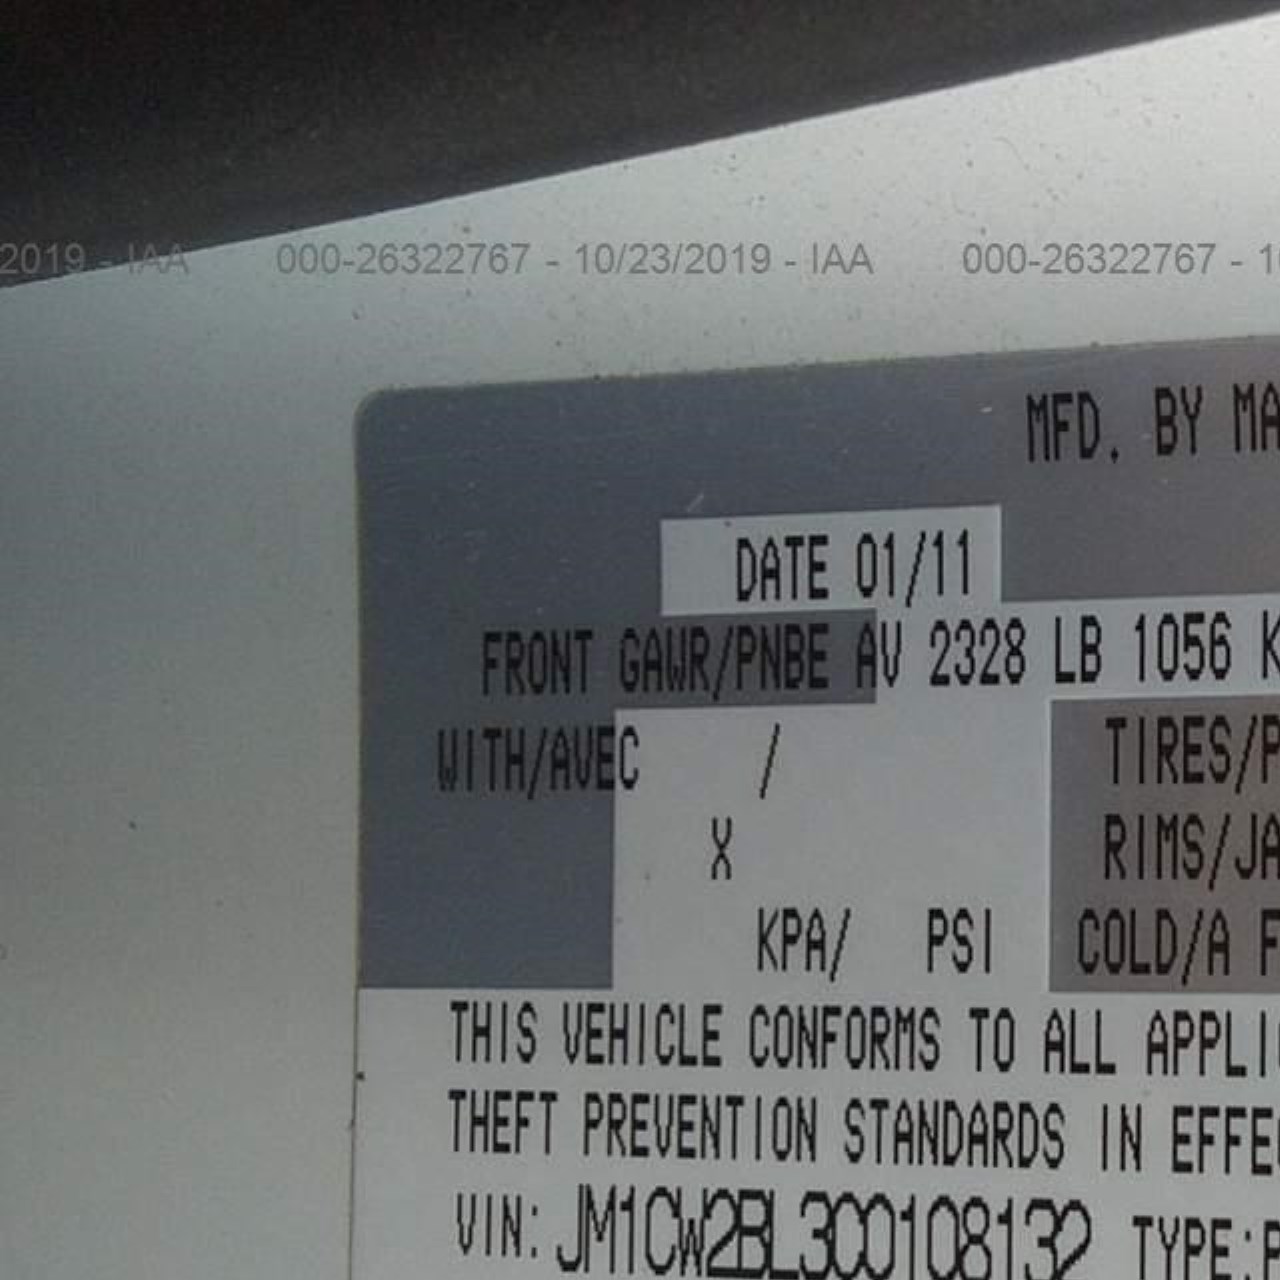 2019 - IAA 000-26322767 - 10/23/2019 - IAA 000-26322767 - 1
MFD. BY MA
DATE 01/11
FRONT GAWR/PNBE AV 2328 LB 1056 K
WITH/AVEC / TIRES/P
X RIMS/JA
KPA/ PSI COLD/A F
THIS VEHICLE CONFORMS TO ALL APPLIC
THEFT PREVENTION STANDARDS IN EFFEC
VIN: JM1CW2BL3C0108132 TYPE:P